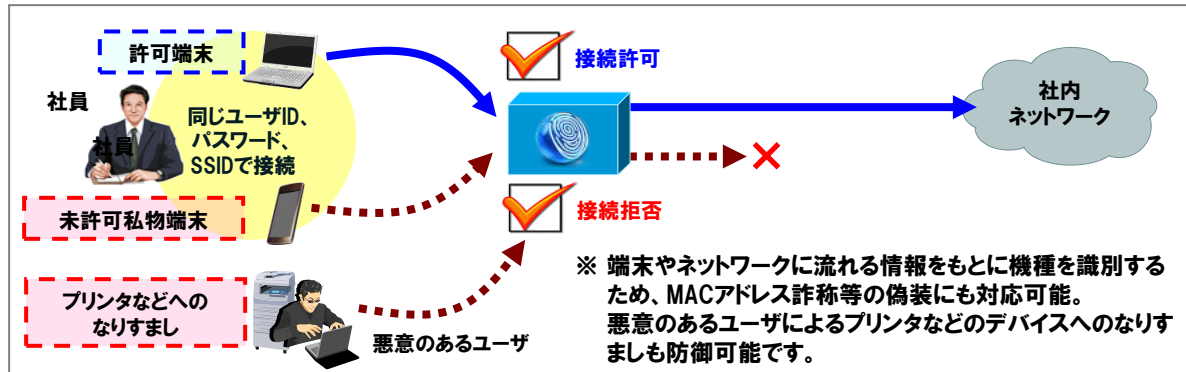 許可端末
社員
社員
同じユーザID、
パスワード、
SSIDで接続
未許可私物端末
プリンタなどへの
なりすまし
悪意のあるユーザ
接続許可
接続拒否
社内
ネットワーク
※ 端末やネットワークに流れる情報をもとに機種を識別する
ため、MACアドレス詐称等の偽装にも対応可能。
悪意のあるユーザによるプリンタなどのデバイスへのなりす
ましも防御可能です。